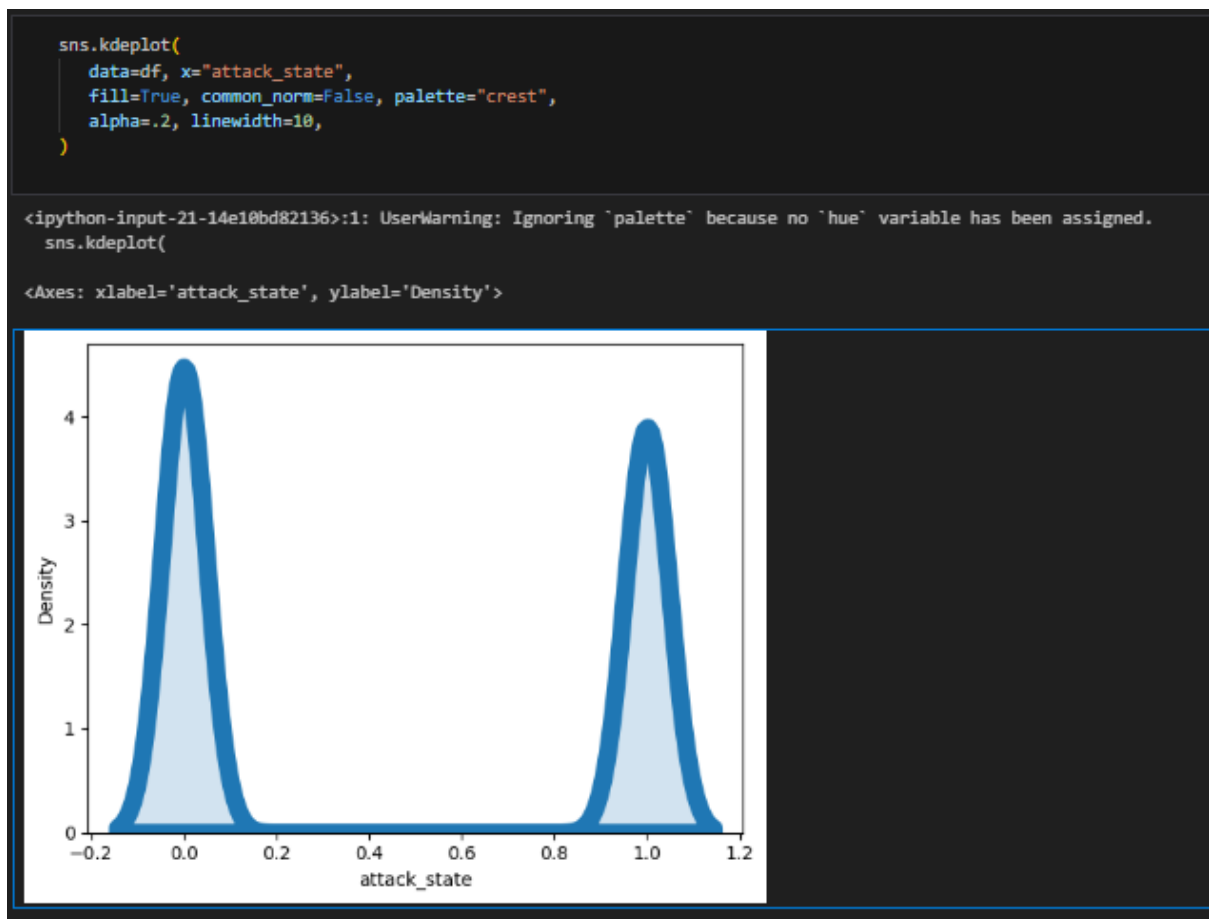 sns.kdeplot(
data=df, x="attack_state",
fill=True, common_norm=False, palette="crest",
alpha=.2, linewidth=10,
)
<ipython-input-21-14e10bd82136>:1: UserWarning: Ignoring `palette` because no `hue` variable has been assigned.
sns.kdeplot(
<Axes: xlabel='attack_state', ylabel='Density'>
4
3
2
1
0
Density
−0.2 0.0 0.2 0.4 0.6 0.8 1.0 1.2
attack_state